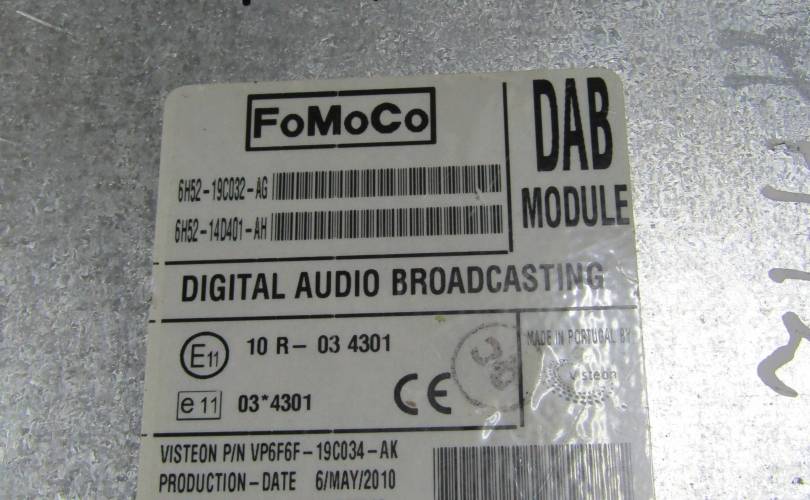 FoMoCo
DAB
MODULE
6H52-19C032-AG
6H52-14D401-AH
DIGITAL AUDIO BROADCASTING
E11 10 R- 03 4301
e 11 03*4301
CE
MADE IN PORTUGAL BY
Visteon
VISTEON P/N VP6F6F-19C034-AK
PRODUCTION-DATE 6/MAY/2010